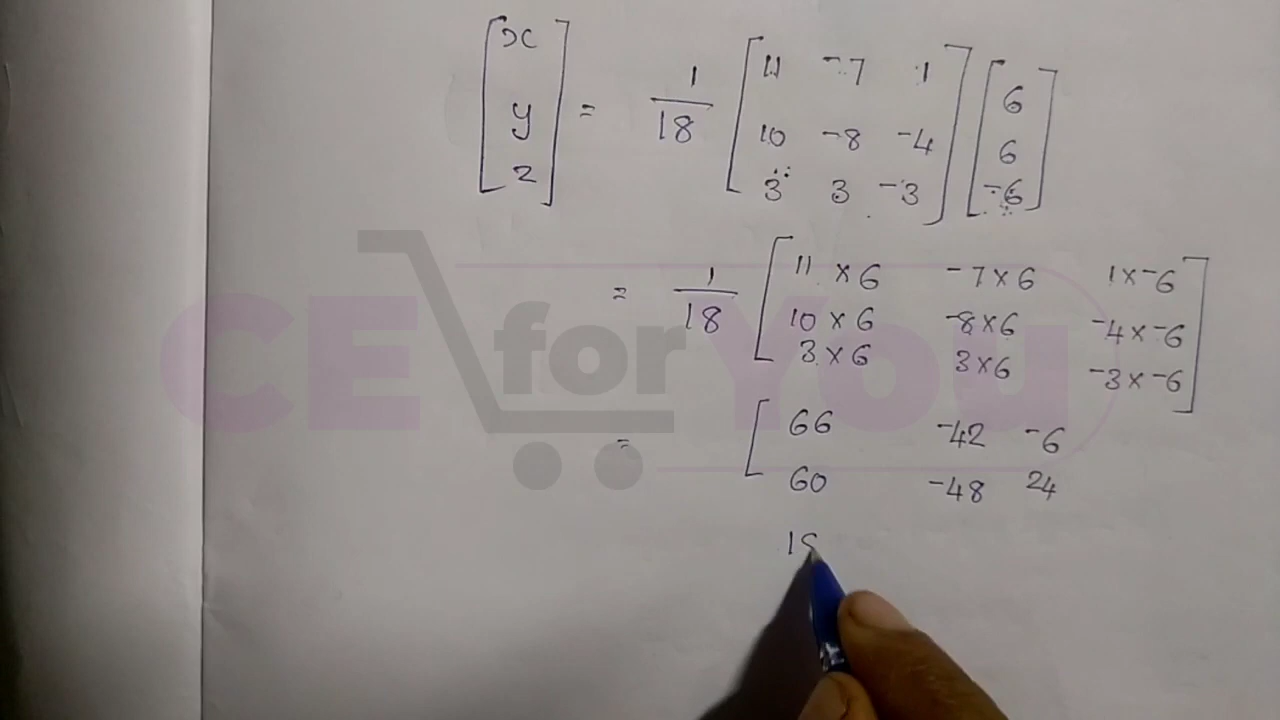 [x y z] = 1/18 [11 -7 1; 10 -8 -4; 3 3 -3] [6 6 -6]
= 1/18 [11 × 6 -7 × 6 1 × -6
10 × 6 -8 × 6 -4 × -6
3 × 6 3 × 6 -3 × -6]
CE for You
= [66 -42 -6
60 -48 24
18